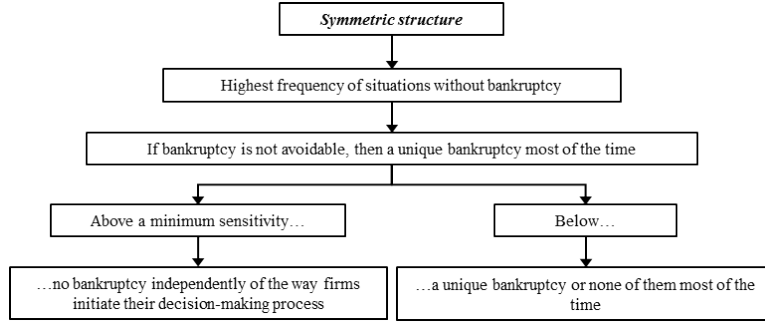 Symmetric structure
Highest frequency of situations without bankruptcy
If bankruptcy is not avoidable, then a unique bankruptcy most of the time
Above a minimum sensitivity…
Below…
…no bankruptcy independently of the way firms
initiate their decision-making process
…a unique bankruptcy or none of them most of the
time